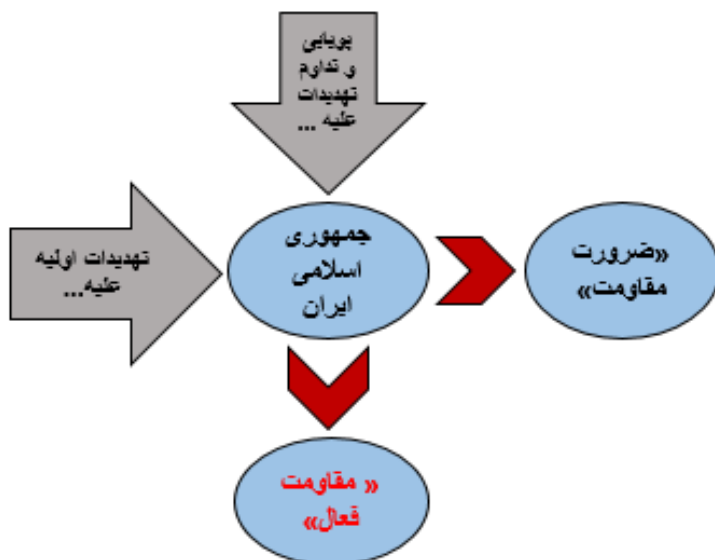 پویایی
و تداوم
تهدیدات
علیه ...
تهدیدات اولیه
علیه...
جمهوری
اسلامی
ایران
«ضرورت
مقاومت»
« مقاومت
فعال»